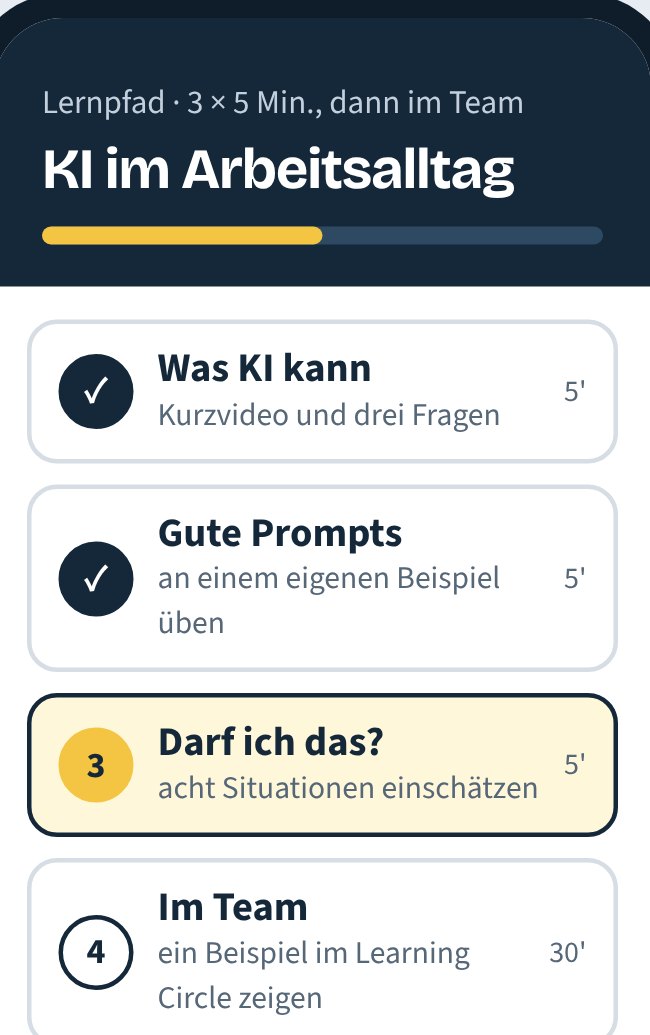 Lernpfad · 3 × 5 Min., dann im Team
KI im Arbeitsalltag
✓
Was KI kann
Kurzvideo und drei Fragen
5'
✓
Gute Prompts
an einem eigenen Beispiel
üben
5'
3
Darf ich das?
acht Situationen einschätzen
5'
4
Im Team
ein Beispiel im Learning
Circle zeigen
30'